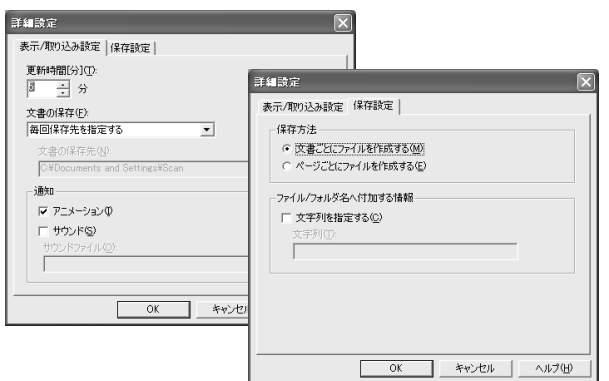 詳細設定
表示/取り込み設定
保存設定
更新時間[分](T):
分
文書の保存(F):
毎回保存先を指定する
文書の保存先(N):
C:¥Documents and Settings¥Scan
通知
アニメーション(I)
サウンド(S)
サウンドファイル(O):
OK
キャンセル
詳細設定
表示/取り込み設定
保存設定
保存方法
文書ごとにファイルを作成する(M)
ページごとにファイルを作成する(E)
ファイル/フォルダ名へ付加する情報
文字列を指定する(C)
文字列(T):
OK
キャンセル
ヘルプ(H)